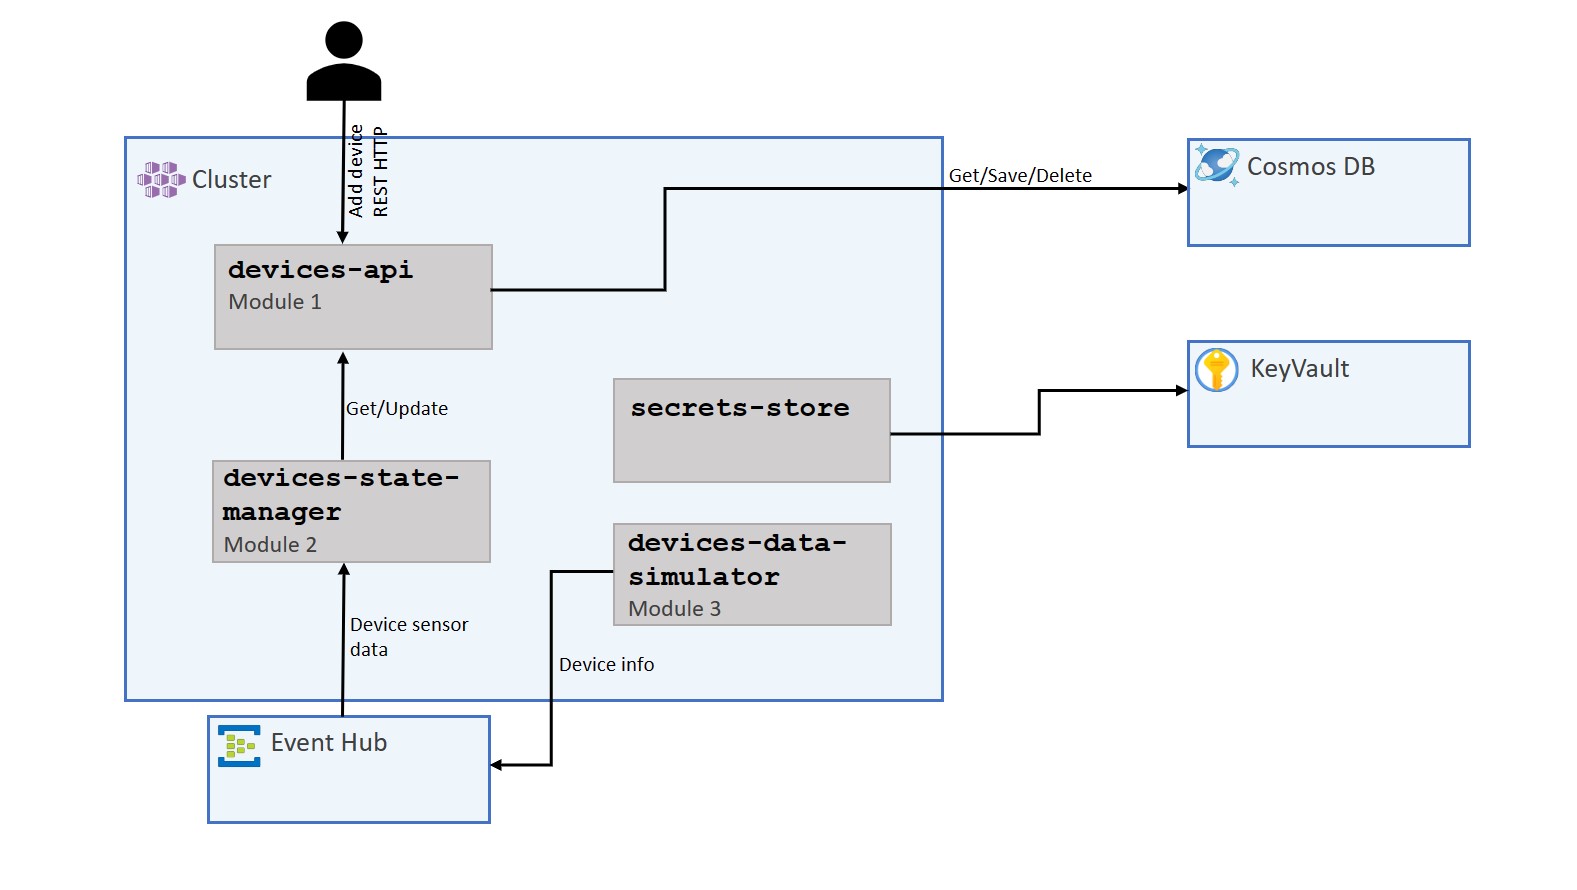 Add device
REST HTTP
Cluster
Get/Save/Delete
Cosmos DB
devices-api
Module 1
KeyVault
Get/Update
secrets-store
devices-state-
manager
Module 2
devices-data-
simulator
Module 3
Device sensor
data
Device info
Event Hub